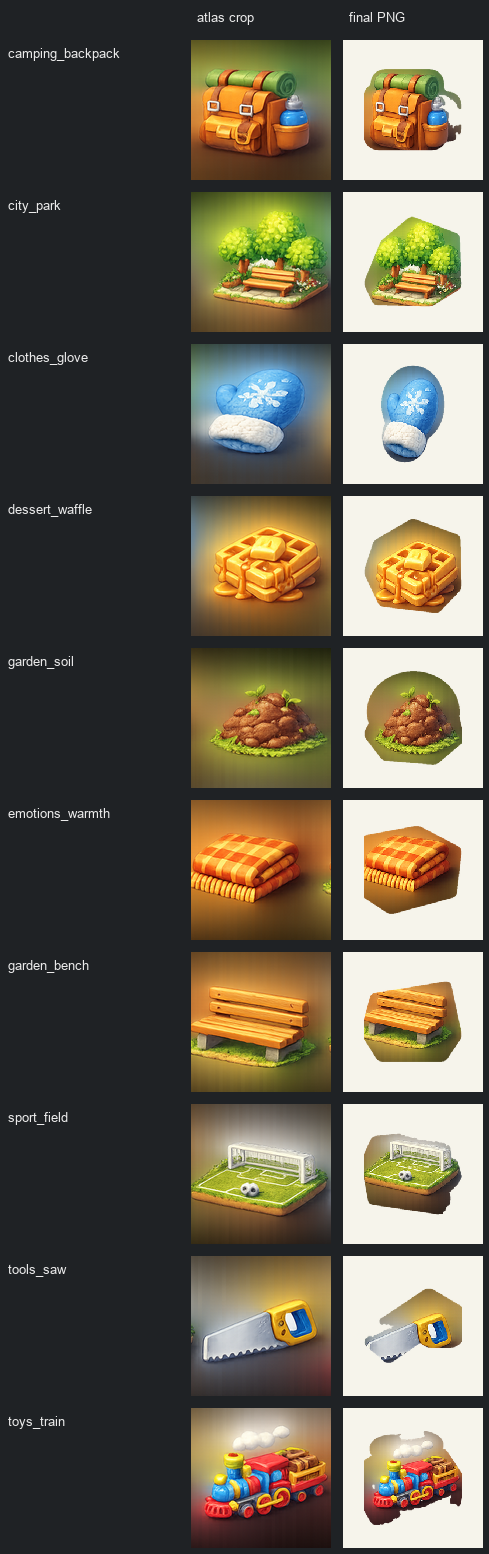 atlas crop final PNG
camping_backpack
city_park
clothes_glove
dessert_waffle
garden_soil
emotions_warmth
garden_bench
sport_field
tools_saw
toys_train